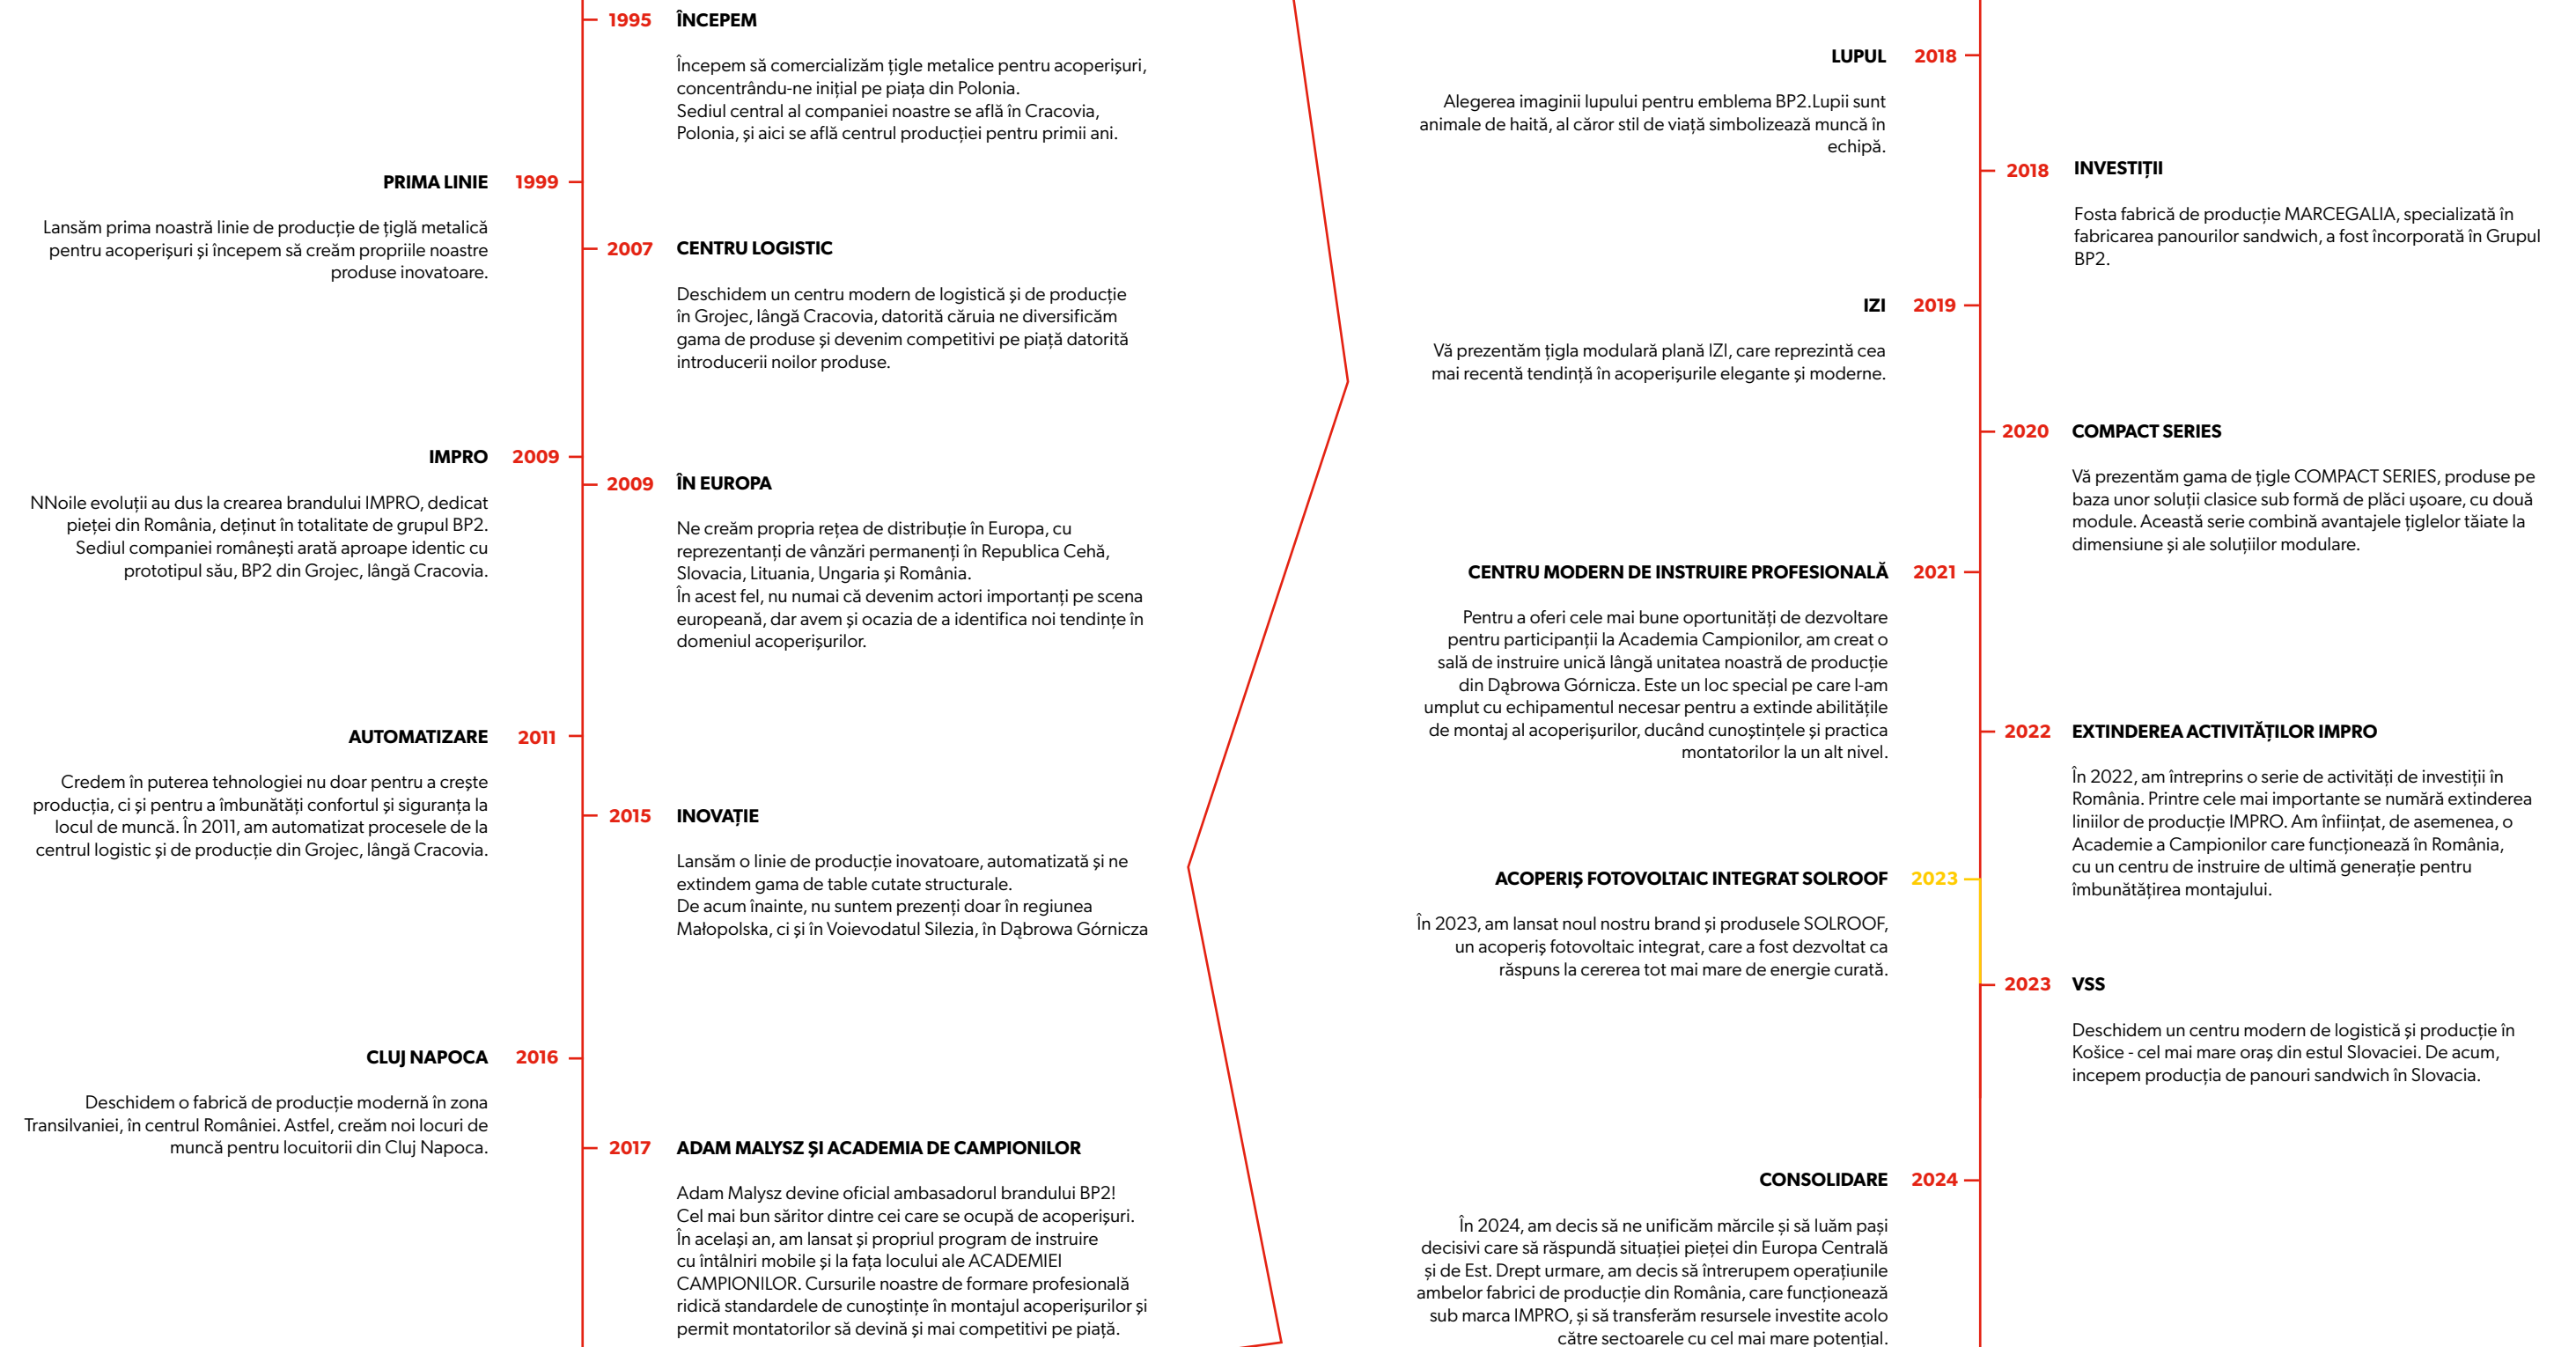 1995 ÎNCEPEM
Începem să comercializăm țigle metalice pentru acoperișuri,
concentrându-ne inițial pe piața din Polonia.
Sediul central al companiei noastre se află în Cracovia,
Polonia, și aici se află centrul producției pentru primii ani.
PRIMA LINIE 1999
Lansăm prima noastră linie de producție de țiglă metalică
pentru acoperișuri și începem să creăm propriile noastre
produse inovatoare.
2007 CENTRU LOGISTIC
Deschidem un centru modern de logistică și de producție
în Grojec, lângă Cracovia, datorită căruia ne diversificăm
gama de produse și devenim competitivi pe piață datorită
introducerii noilor produse.
IMPRO 2009
NNoile evoluții au dus la crearea brandului IMPRO, dedicat
pieței din România, deținut în totalitate de grupul BP2.
Sediul companiei românești arată aproape identic cu
prototipul său, BP2 din Grojec, lângă Cracovia.
2009 ÎN EUROPA
Ne creăm propria rețea de distribuție în Europa, cu
reprezentanți de vânzări permanenți în Republica Cehă,
Slovacia, Lituania, Ungaria și România.
În acest fel, nu numai că devenim actori importanți pe scena
europeană, dar avem și ocazia de a identifica noi tendințe în
domeniul acoperișurilor.
AUTOMATIZARE 2011
Credem în puterea tehnologiei nu doar pentru a crește
producția, ci și pentru a îmbunătăți confortul și siguranța la
locul de muncă. În 2011, am automatizat procesele de la
centrul logistic și de producție din Grojec, lângă Cracovia.
2015 INOVAȚIE
Lansăm o linie de producție inovatoare, automatizată și ne
extindem gama de table cutate structurale.
De acum înainte, nu suntem prezenți doar în regiunea
Małopolska, ci și în Voievodatul Silezia, în Dąbrowa Górnicza
CLUJ NAPOCA 2016
Deschidem o fabrică de producție modernă în zona
Transilvaniei, în centrul României. Astfel, creăm noi locuri de
muncă pentru locuitorii din Cluj Napoca.
2017 ADAM MALYSZ ȘI ACADEMIA DE CAMPIONILOR
Adam Malysz devine oficial ambasadorul brandului BP2!
Cel mai bun săritor dintre cei care se ocupă de acoperișuri.
În același an, am lansat și propriul program de instruire
cu întâlniri mobile și la fața locului ale ACADEMIEI
CAMPIONILOR. Cursurile noastre de formare profesională
ridică standardele de cunoștințe în montajul acoperișurilor și
permit montatorilor să devină și mai competitivi pe piață.
LUPUL 2018
Alegerea imaginii lupului pentru emblema BP2.Lupii sunt
animale de haită, al căror stil de viață simbolizează muncă în
echipă.
2018 INVESTIȚII
Fosta fabrică de producție MARCEGALIA, specializată în
fabricarea panourilor sandwich, a fost încorporată în Grupul
BP2.
IZI 2019
Vă prezentăm țigla modulară plană IZI, care reprezintă cea
mai recentă tendință în acoperișurile elegante și moderne.
2020 COMPACT SERIES
Vă prezentăm gama de țigle COMPACT SERIES, produse pe
baza unor soluții clasice sub formă de plăci ușoare, cu două
module. Această serie combină avantajele țiglelor tăiate la
dimensiune și ale soluțiilor modulare.
CENTRU MODERN DE INSTRUIRE PROFESIONALĂ 2021
Pentru a oferi cele mai bune oportunități de dezvoltare
pentru participanții la Academia Campionilor, am creat o
sală de instruire unică lângă unitatea noastră de producție
din Dąbrowa Górnicza. Este un loc special pe care l-am
umplut cu echipamentul necesar pentru a extinde abilitățile
de montaj al acoperișurilor, ducând cunoștințele și practica
montatorilor la un alt nivel.
2022 EXTINDEREA ACTIVITĂȚILOR IMPRO
În 2022, am întreprins o serie de activități de investiții în
România. Printre cele mai importante se numără extinderea
liniilor de producție IMPRO. Am înființat, de asemenea, o
Academie a Campionilor care funcționează în România,
cu un centru de instruire de ultimă generație pentru
îmbunătățirea montajului.
ACOPERIȘ FOTOVOLTAIC INTEGRAT SOLROOF 2023
În 2023, am lansat noul nostru brand și produsele SOLROOF,
un acoperiș fotovoltaic integrat, care a fost dezvoltat ca
răspuns la cererea tot mai mare de energie curată.
2023 VSS
Deschidem un centru modern de logistică și producție în
Košice - cel mai mare oraș din estul Slovaciei. De acum,
incepem producția de panouri sandwich în Slovacia.
CONSOLIDARE 2024
În 2024, am decis să ne unificăm mărcile și să luăm pași
decisivi care să răspundă situației pieței din Europa Centrală
și de Est. Drept urmare, am decis să întrerupem operațiunile
ambelor fabrici de producție din România, care funcționează
sub marca IMPRO, și să transferăm resursele investite acolo
către sectoarele cu cel mai mare potențial.